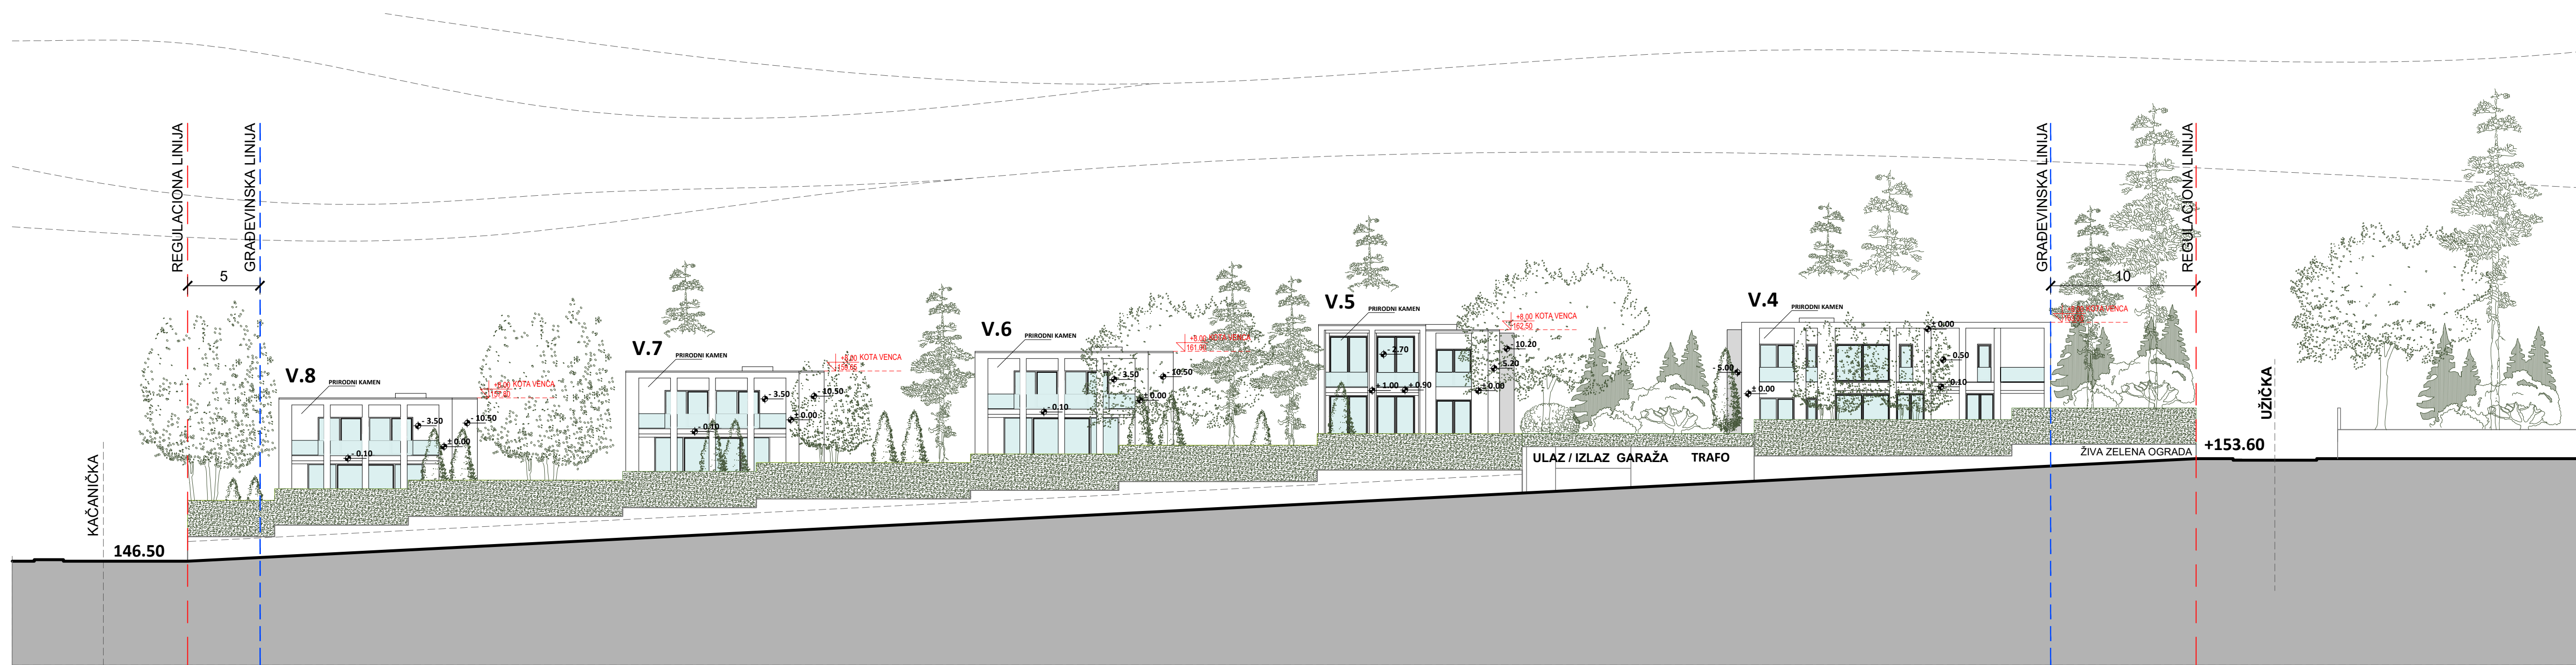 REGULACIONA LINIJA
GRAĐEVINSKA LINIJA
5
KAČANIČKA
146.50
V.8
PRIRODNI KAMEN
- 3.50
- 10.50
± 0.00
- 0.10
KOTA VENCA
V.7
PRIRODNI KAMEN
- 3.50
- 10.50
± 0.00
- 0.10
+8.00 KOTA VENCA
V.6
PRIRODNI KAMEN
- 3.50
- 10.50
± 0.00
- 0.10
+8.00 KOTA VENCA
V.5
PRIRODNI KAMEN
- 2.70
+ 1.00
+ 0.90
- 10.20
- 5.20
± 0.00
+8.00 KOTA VENCA
162.50
ULAZ / IZLAZ GARAŽA
TRAFO
V.4
PRIRODNI KAMEN
- 5.00
± 0.00
± 0.00
- 0.50
KOTA VENCA
GRAĐEVINSKA LINIJA
10
REGULACIONA LINIJA
ŽIVA ZELENA OGRADA
+153.60
UŽIČKA